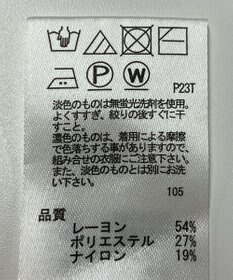 P W
P23T
淡色のものは無蛍光洗剤を使用。
よくすすぎ、絞りの後すぐに干
すこと。
濃色のものは、着用による摩擦
で色落ちする事がありますので、
組み合せの衣服にご注意下さい。
また、淡色のものとは別にお洗
い下さい。
105
品質
レーヨン 54%
ポリエステル 27%
ナイロン 19%